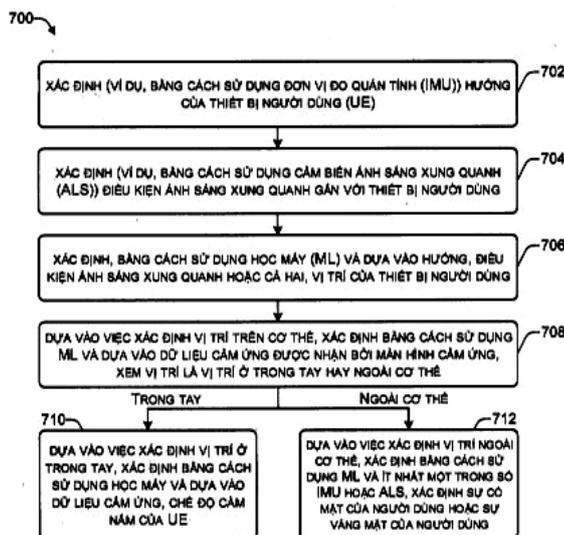 700
XÁC ĐỊNH (VÍ DỤ, BẰNG CÁCH SỬ DỤNG ĐƠN VỊ ĐO QUÁN TÍNH (IMU)) HƯỚNG
CỦA THIẾT BỊ NGƯỜI DÙNG (UE)
702
XÁC ĐỊNH (VÍ DỤ, BẰNG CÁCH SỬ DỤNG CẢM BIẾN ÁNH SÁNG XUNG QUANH
(ALS)) ĐIỀU KIỆN ÁNH SÁNG XUNG QUANH GẦN VỚI THIẾT BỊ NGƯỜI DÙNG
704
XÁC ĐỊNH, BẰNG CÁCH SỬ DỤNG HỌC MÁY (ML) VÀ DỰA VÀO HƯỚNG, ĐIỀU
KIỆN ÁNH SÁNG XUNG QUANH HOẶC CẢ HAI, VỊ TRÍ CỦA THIẾT BỊ NGƯỜI DÙNG
706
DỰA VÀO VIỆC XÁC ĐỊNH VỊ TRÍ TRÊN CƠ THỂ, XÁC ĐỊNH BẰNG CÁCH SỬ DỤNG
ML VÀ DỰA VÀO DỮ LIỆU CẢM ỨNG ĐƯỢC NHẬN BỞI MÀN HÌNH CẢM ỨNG,
XEM VỊ TRÍ LÀ VỊ TRÍ Ở TRONG TAY HAY NGOÀI CƠ THỂ
708
TRONG TAY
NGOÀI CƠ THỂ
710
DỰA VÀO VIỆC XÁC ĐỊNH VỊ TRÍ Ở
TRONG TAY, XÁC ĐỊNH BẰNG CÁCH
SỬ DỤNG HỌC MÁY VÀ DỰA VÀO
DỮ LIỆU CẢM ỨNG, CHẾ ĐỘ CẦM
NẮM CỦA UE
712
DỰA VÀO VIỆC XÁC ĐỊNH VỊ TRÍ NGOÀI
CƠ THỂ, XÁC ĐỊNH BẰNG CÁCH SỬ
DỤNG ML VÀ ÍT NHẤT MỘT TRONG SỐ
IMU HOẶC ALS, XÁC ĐỊNH SỰ CÓ
MẶT CỦA NGƯỜI DÙNG HOẶC SỰ
VẮNG MẶT CỦA NGƯỜI DÙNG